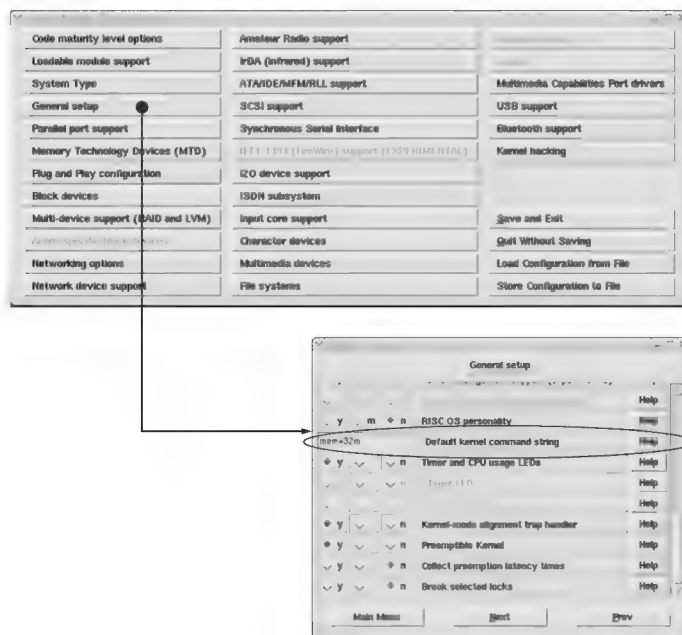 Code maturity level options
Loadable module support
System Type
General setup
Parallel port support
Memory Technology Devices (MTD)
Plug and Play configuration
Block devices
Multi-device support (RAID and LVM)
Networking options
Network device support
Amateur Radio support
IrDA (infrared) support
ATA/IDE/MFM/RLL support
SCSI support
Synchronous Serial Interface
support (EXPERIMENTAL)
I2O device support
ISDN subsystem
Input core support
Character devices
Multimedia devices
File systems
Multimedia Capabilities Port drivers
USB support
Bluetooth support
Kernel hacking
Save and Exit
Quit Without Saving
Load Configuration from File
Store Configuration to File
General setup
Help
y m n RISC OS personality Help
mem=32m Default kernel command string Help
y n Timer and CPU usage LEDs Help
n Timer LED Help
Help
y n Kernel-mode alignment trap handler Help
y n Preemptible Kernel Help
y n Collect preemption latency times Help
y n Break selected locks Help
Main Menu Next Prev